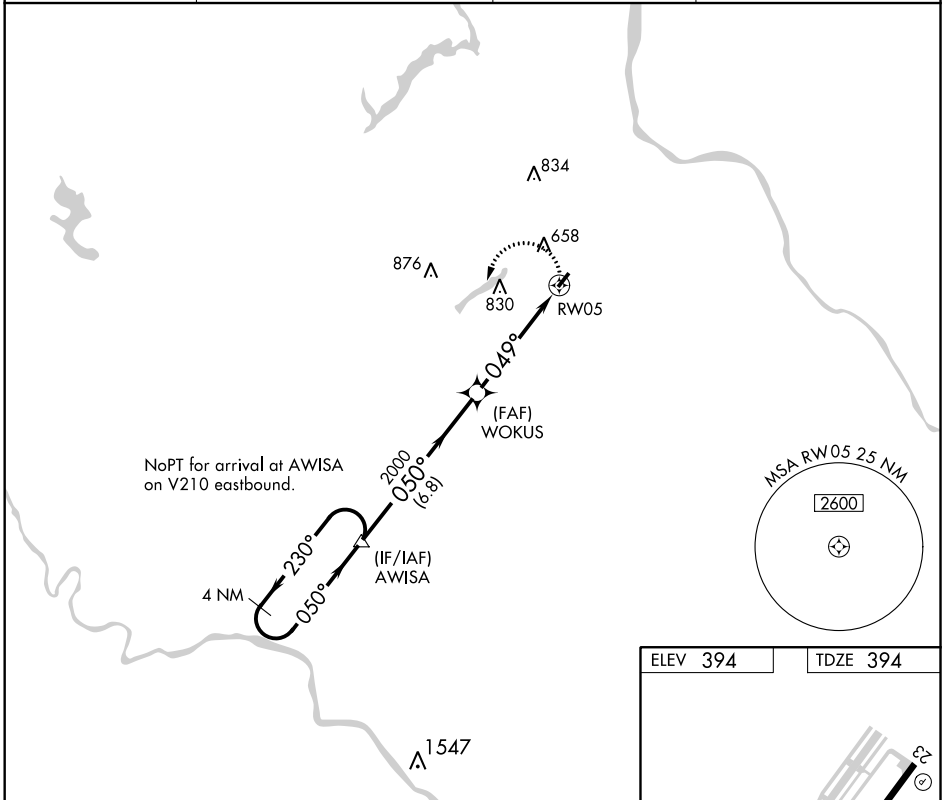 834
658
876
830
RW05
049°
(FAF)
WOKUS
NoPT for arrival at AWISA
on V210 eastbound.
2000
050°
(6.8)
MSA RW05 25 NM
2600
230°
(IF/IAF)
AWISA
4 NM
050°
ELEV 394
TDZE 394
1547
23
P